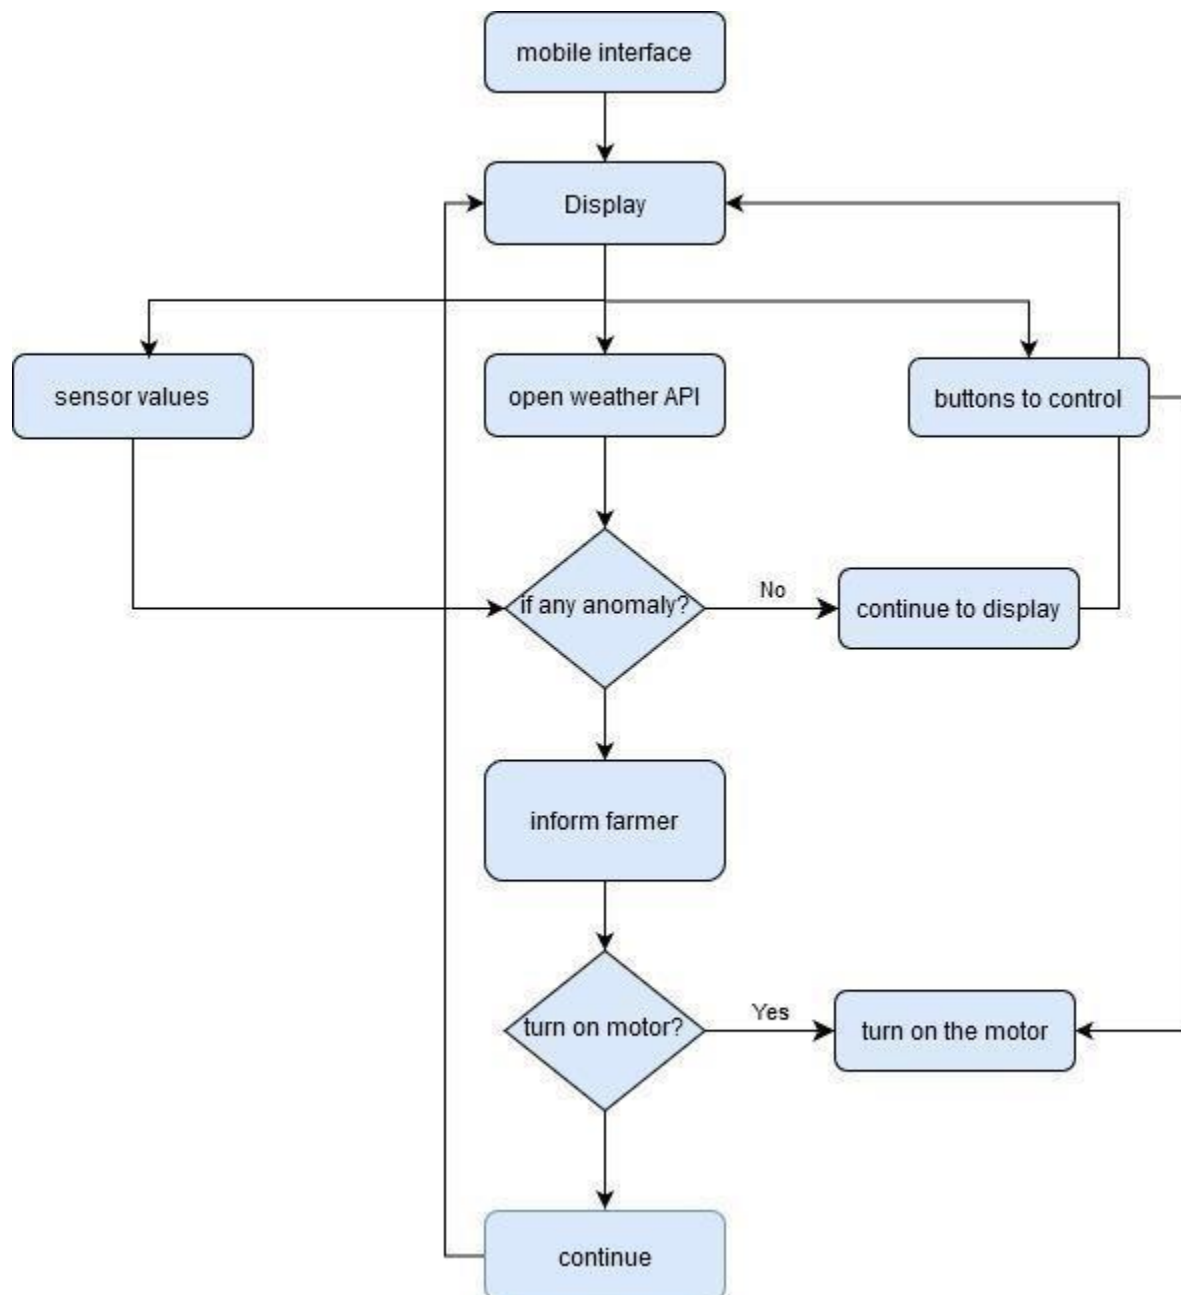 mobile interface
Display
sensor values
open weather API
buttons to control
if any anomaly?
No
continue to display
inform farmer
turn on motor?
Yes
turn on the motor
continue